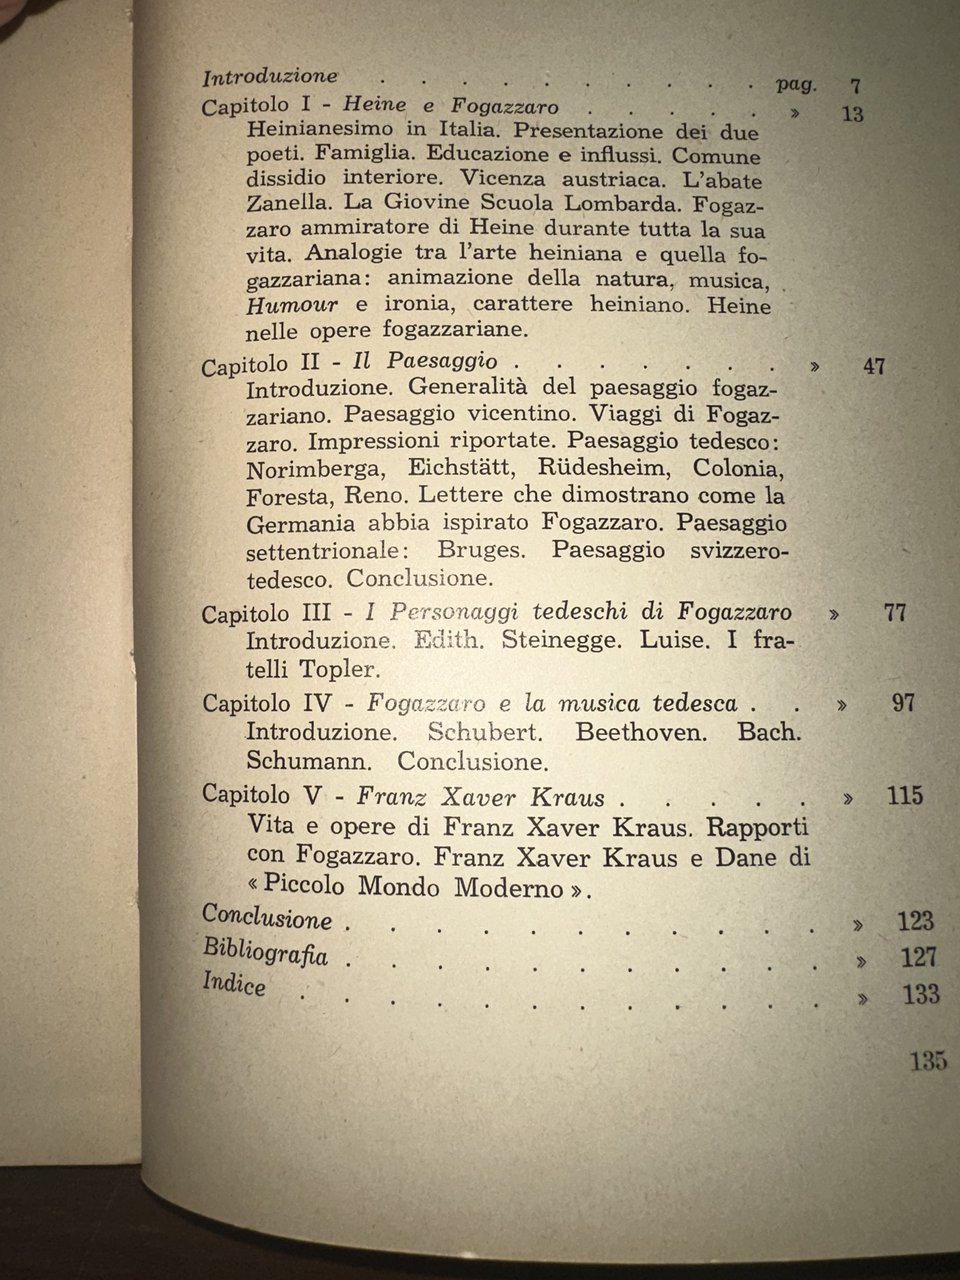 Introduzione . . . . . . . . . . pag. 7
Capitolo I - Heine e Fogazzaro . . . . . » 13
Heinianesimo in Italia. Presentazione dei due
poeti. Famiglia. Educazione e influssi. Comune
dissidio interiore. Vicenza austriaca. L'abate
Zanella. La Giovine Scuola Lombarda. Fogaz-
zaro ammiratore di Heine durante tutta la sua
vita. Analogie tra l'arte heiniana e quella fo-
gazzariana: animazione della natura, musica,
Humour e ironia, carattere heiniano. Heine
nelle opere fogazzariane.
Capitolo II - Il Paesaggio . . . . . . . » 47
Introduzione. Generalità del paesaggio fogaz-
zariano. Paesaggio vicentino. Viaggi di Fogaz-
zaro. Impressioni riportate. Paesaggio tedesco:
Norimberga, Eichstätt, Rüdesheim, Colonia,
Foresta, Reno. Lettere che dimostrano come la
Germania abbia ispirato Fogazzaro. Paesaggio
settentrionale: Bruges. Paesaggio svizzero-
tedesco. Conclusione.
Capitolo III - I Personaggi tedeschi di Fogazzaro » 77
Introduzione. Edith. Steinegge. Luise. I fra-
telli Topler.
Capitolo IV - Fogazzaro e la musica tedesca . . » 97
Introduzione. Schubert. Beethoven. Bach.
Schumann. Conclusione.
Capitolo V - Franz Xaver Kraus . . . . . » 115
Vita e opere di Franz Xaver Kraus. Rapporti
con Fogazzaro. Franz Xaver Kraus e Dane di
« Piccolo Mondo Moderno ».
Conclusione . . . . . . . . . . . » 123
Bibliografia . . . . . . . . . . . » 127
Indice . . . . . . . . . . . . » 133
135